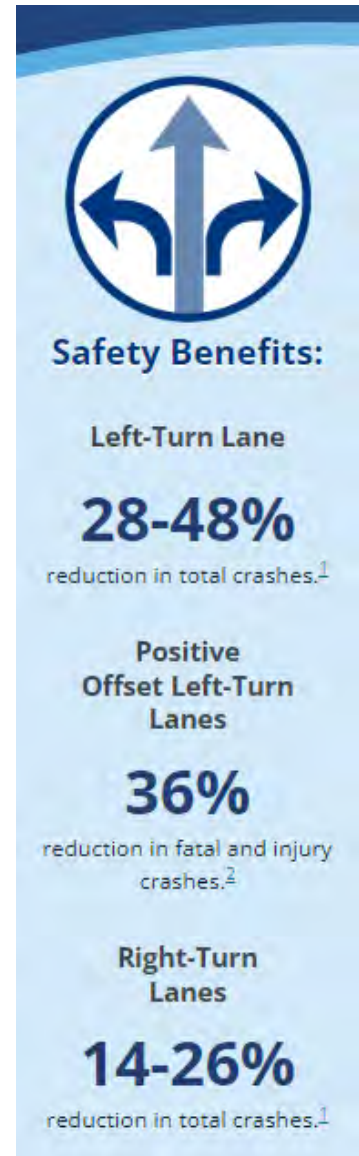 Safety Benefits:
Left-Turn Lane
28-48%
reduction in total crashes.1
Positive
Offset Left-Turn
Lanes
36%
reduction in fatal and injury
crashes.2
Right-Turn
Lanes
14-26%
reduction in total crashes.1